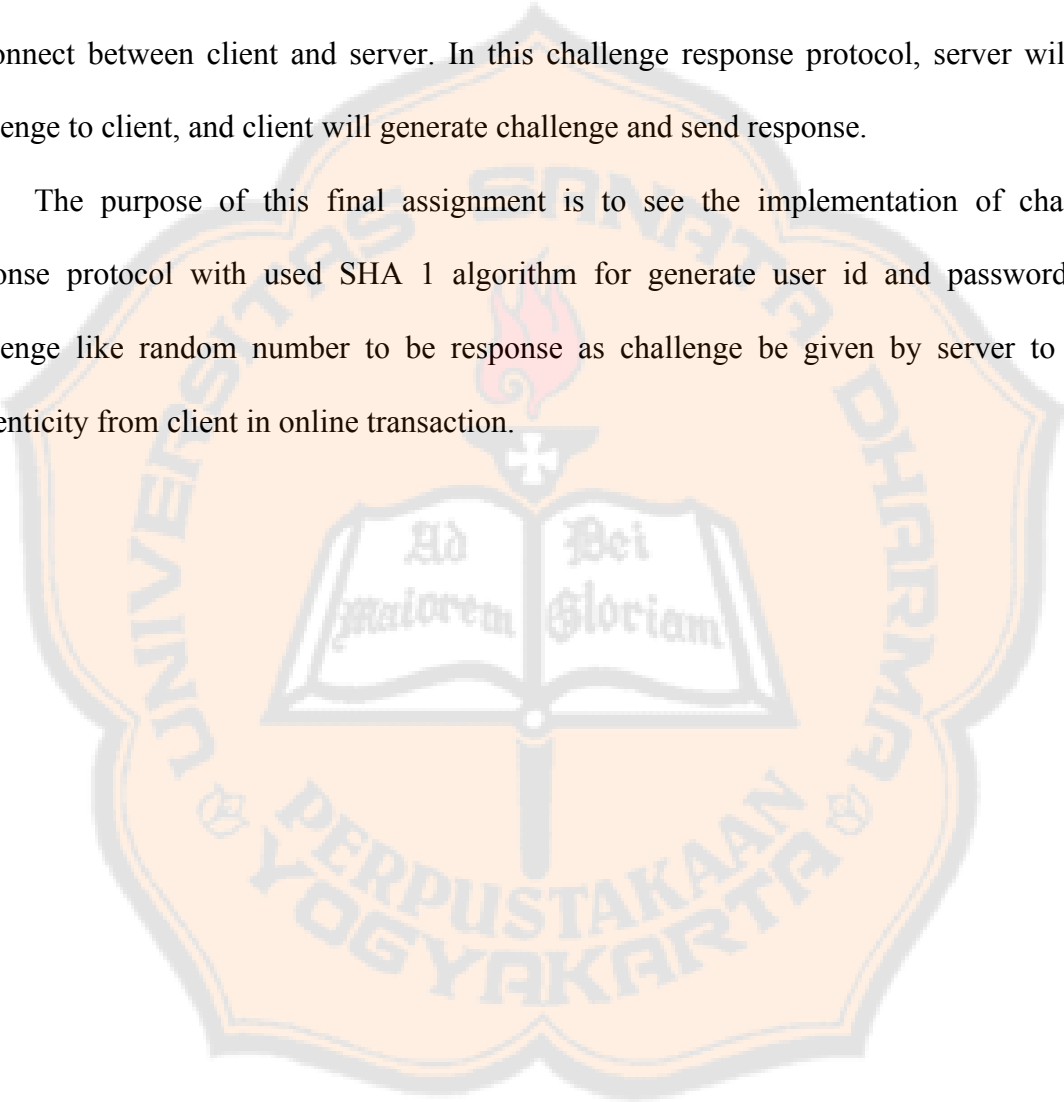 onnect between client and server. In this challenge response protocol, server wil
enge to client, and client will generate challenge and send response.
The purpose of this final assignment is to see the implementation of cha
onse protocol with used SHA 1 algorithm for generate user id and password
enge like random number to be response as challenge be given by server to
enticity from client in online transaction.
UNIVERSITAS SANATA DHARMA
Ad Dei
maiorem Gloriam
PERPUSTAKAAN
YOGYAKARTA